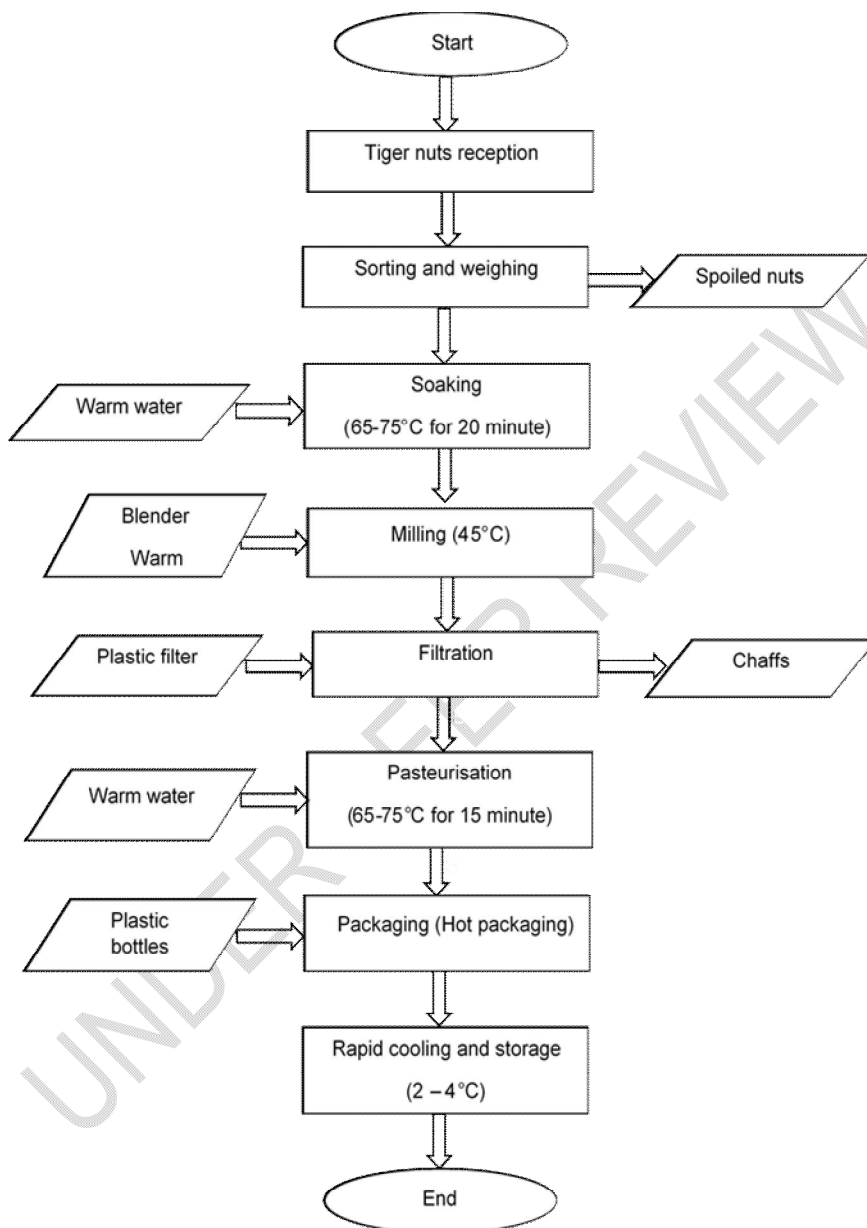 Start
Tiger nuts reception
Sorting and weighing
Spoiled nuts
Warm water
Soaking
(65-75°C for 20 minute)
Blender
Warm
Milling (45°C)
Plastic filter
Filtration
Chaffs
Warm water
Pasteurisation
(65-75°C for 15 minute)
Plastic
bottles
Packaging (Hot packaging)
Rapid cooling and storage
(2 – 4°C)
End
UNDER PEER REVIEW